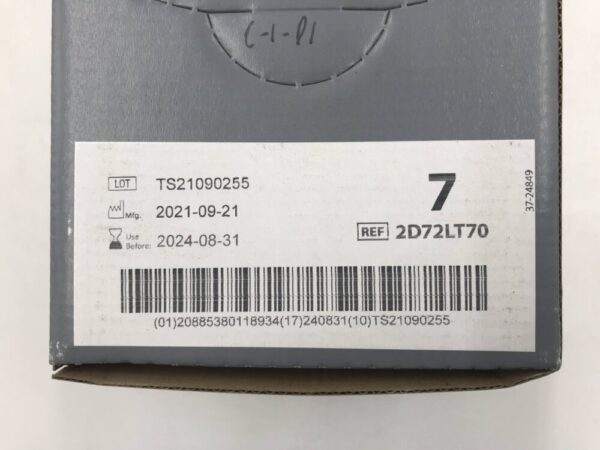 C-1-P1
LOT TS21090255
Mfg. 2021-09-21
Use Before: 2024-08-31
7
REF 2D72LT70
37-24849
(01)20885380118934(17)240831(10)TS21090255